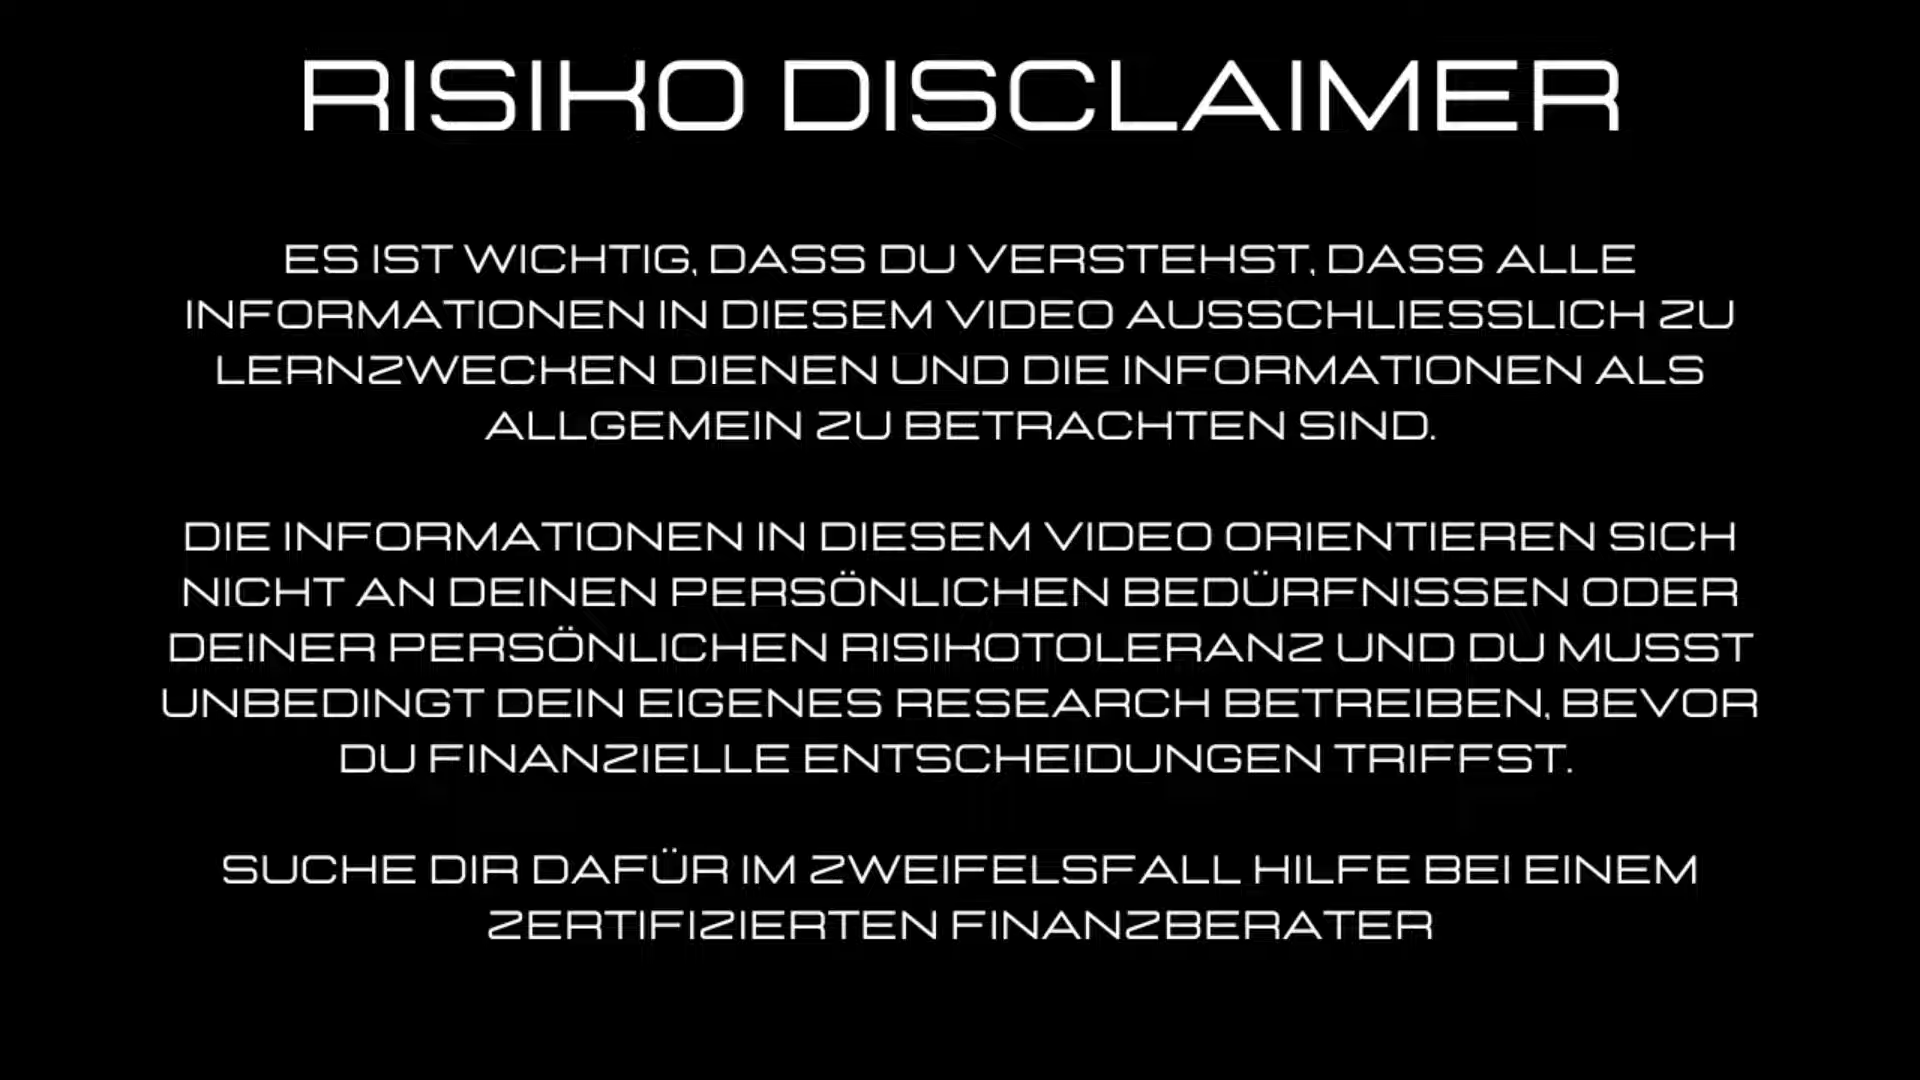 RISIKO DISCLAIMER
ES IST WICHTIG, DASS DU VERSTEHST, DASS ALLE
INFORMATIONEN IN DIESEM VIDEO AUSSCHLIESSLICH ZU
LERNZWECKEN DIENEN UND DIE INFORMATIONEN ALS
ALLGEMEIN ZU BETRACHTEN SIND.
DIE INFORMATIONEN IN DIESEM VIDEO ORIENTIEREN SICH
NICHT AN DEINEN PERSÖNLICHEN BEDÜRFNISSEN ODER
DEINER PERSÖNLICHEN RISIKOTOLERANZ UND DU MUSST
UNBEDINGT DEIN EIGENES RESEARCH BETREIBEN, BEVOR
DU FINANZIELLE ENTSCHEIDUNGEN TRIFFST.
SUCHE DIR DAFÜR IM ZWEIFELSFALL HILFE BEI EINEM
ZERTIFIZIERTEN FINANZBERATER